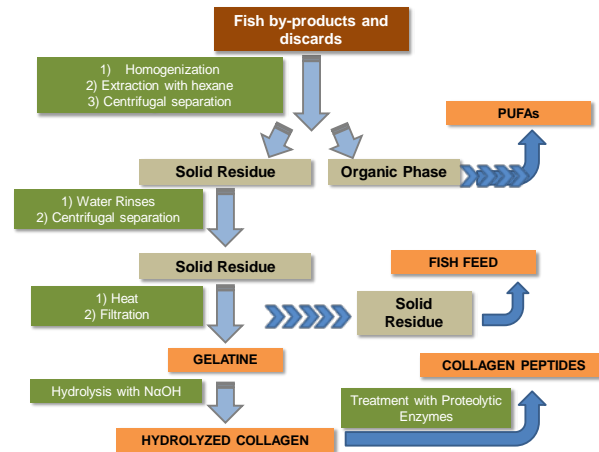 Fish by-products and
discards
1) Homogenization
2) Extraction with hexane
3) Centrifugal separation
PUFAs
Solid Residue
Organic Phase
1) Water Rinses
2) Centrifugal separation
Solid Residue
FISH FEED
1) Heat
2) Filtration
Solid
Residue
GELATINE
COLLAGEN PEPTIDES
Hydrolysis with NαOH
Treatment with Proteolytic
Enzymes
HYDROLYZED COLLAGEN